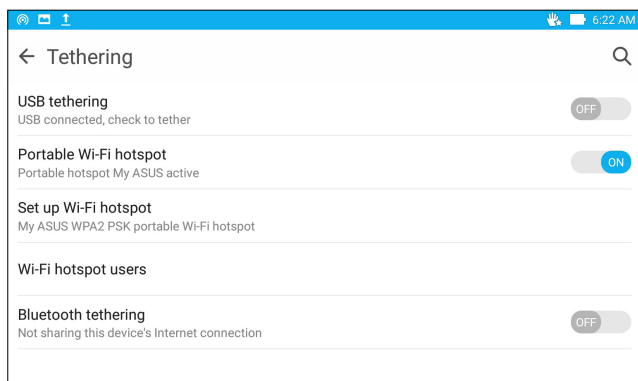 6:22 AM
Tethering
USB tethering
OFF
USB connected, check to tether
Portable Wi-Fi hotspot
ON
Portable hotspot My ASUS active
Set up Wi-Fi hotspot
My ASUS WPA2 PSK portable Wi-Fi hotspot
Wi-Fi hotspot users
Bluetooth tethering
OFF
Not sharing this device's Internet connection